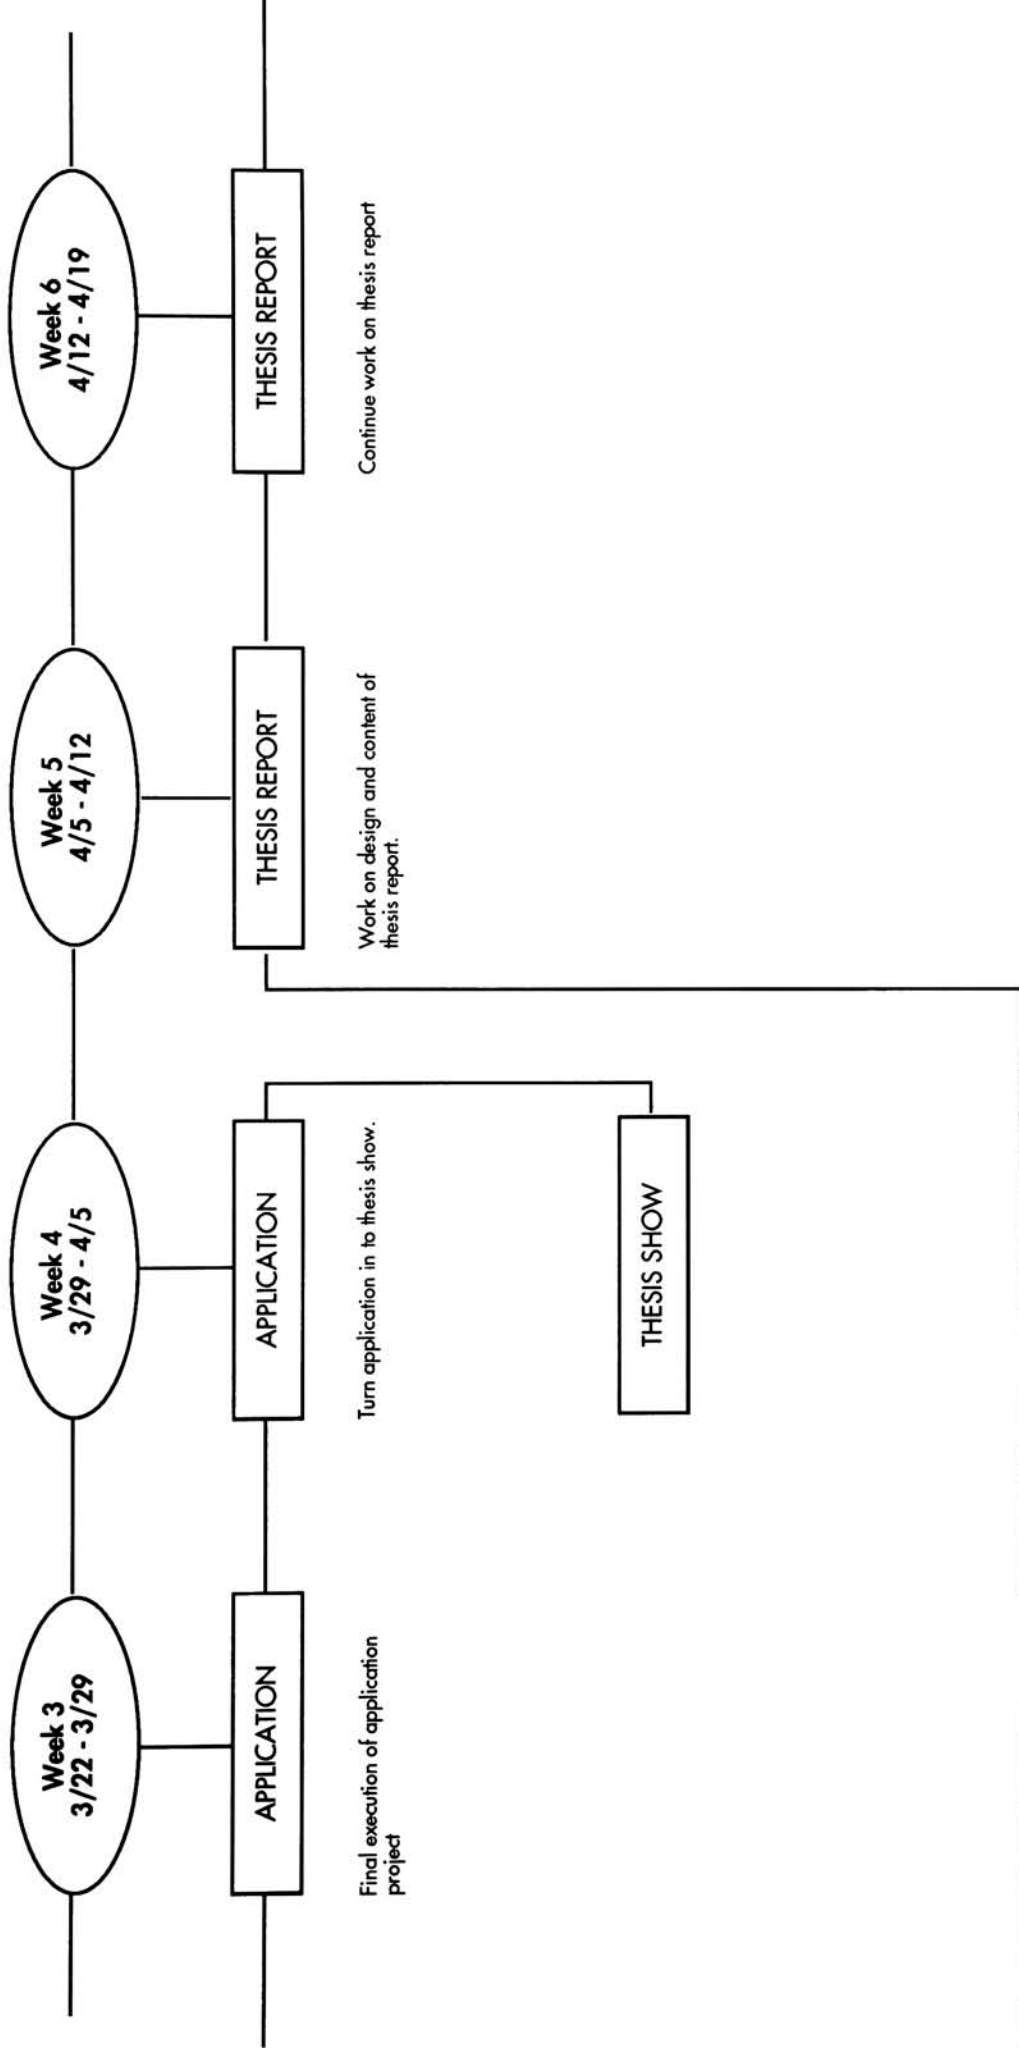 Week 3
3/22 - 3/29
Week 4
3/29 - 4/5
Week 5
4/5 - 4/12
Week 6
4/12 - 4/19
APPLICATION
APPLICATION
THESIS REPORT
THESIS REPORT
Final execution of application
project
Turn application in to thesis show.
Work on design and content of
thesis report.
Continue work on thesis report
THESIS SHOW